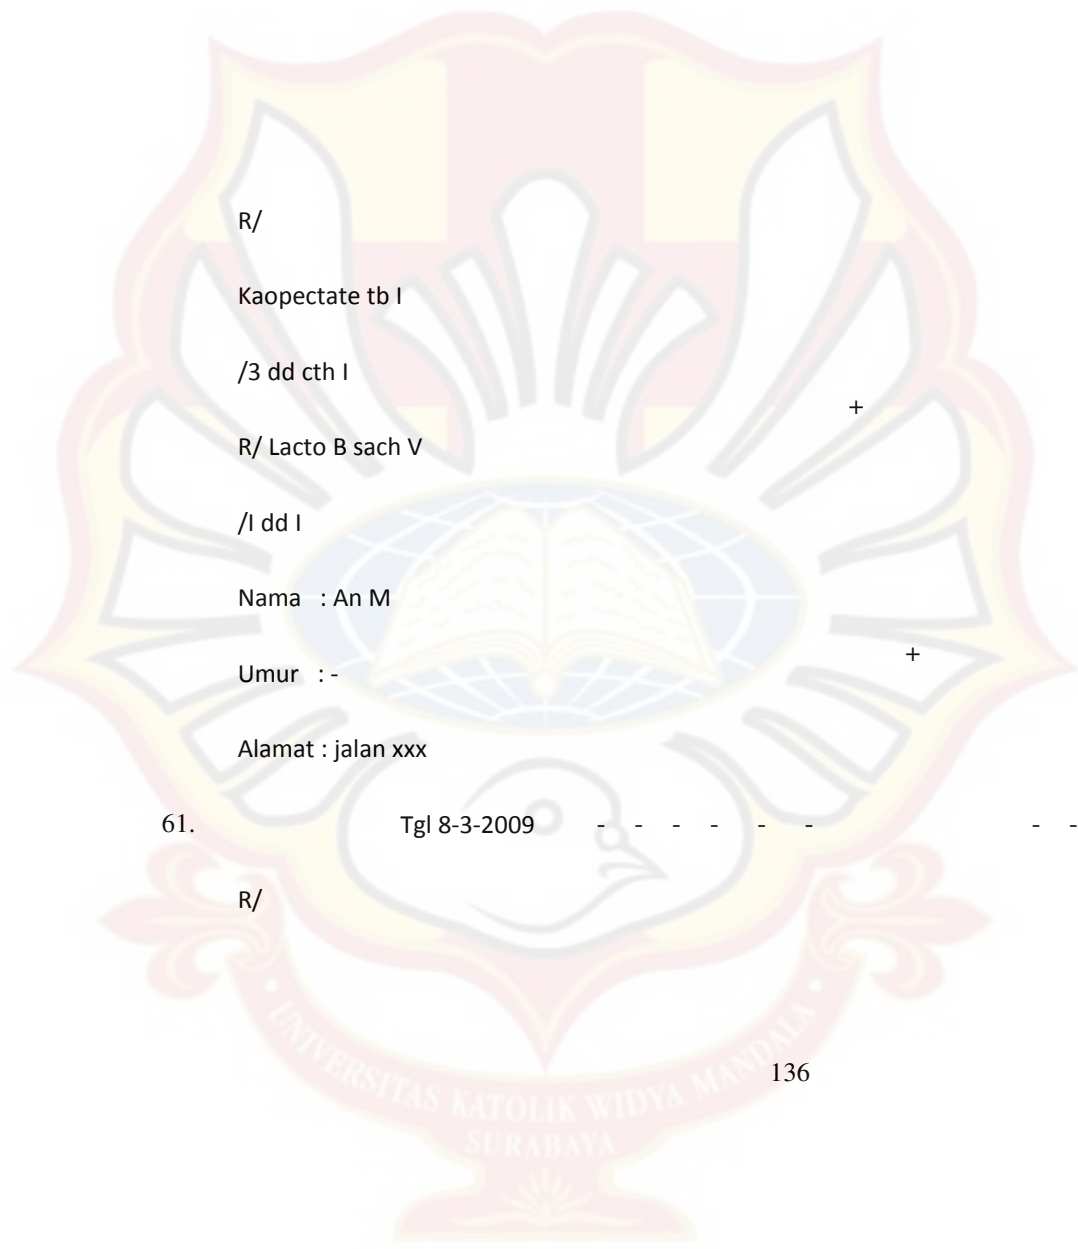 R/
Kaopectate tb I
/3 dd cth I
+
R/ Lacto B sach V
/I dd I
Nama : An M
+
Umur : -
Alamat : jalan xxx
61. Tgl 8-3-2009 - - - - - - - -
R/
136
UNIVERSITAS KATOLIK WIDYA MANDALA
SURABAYA